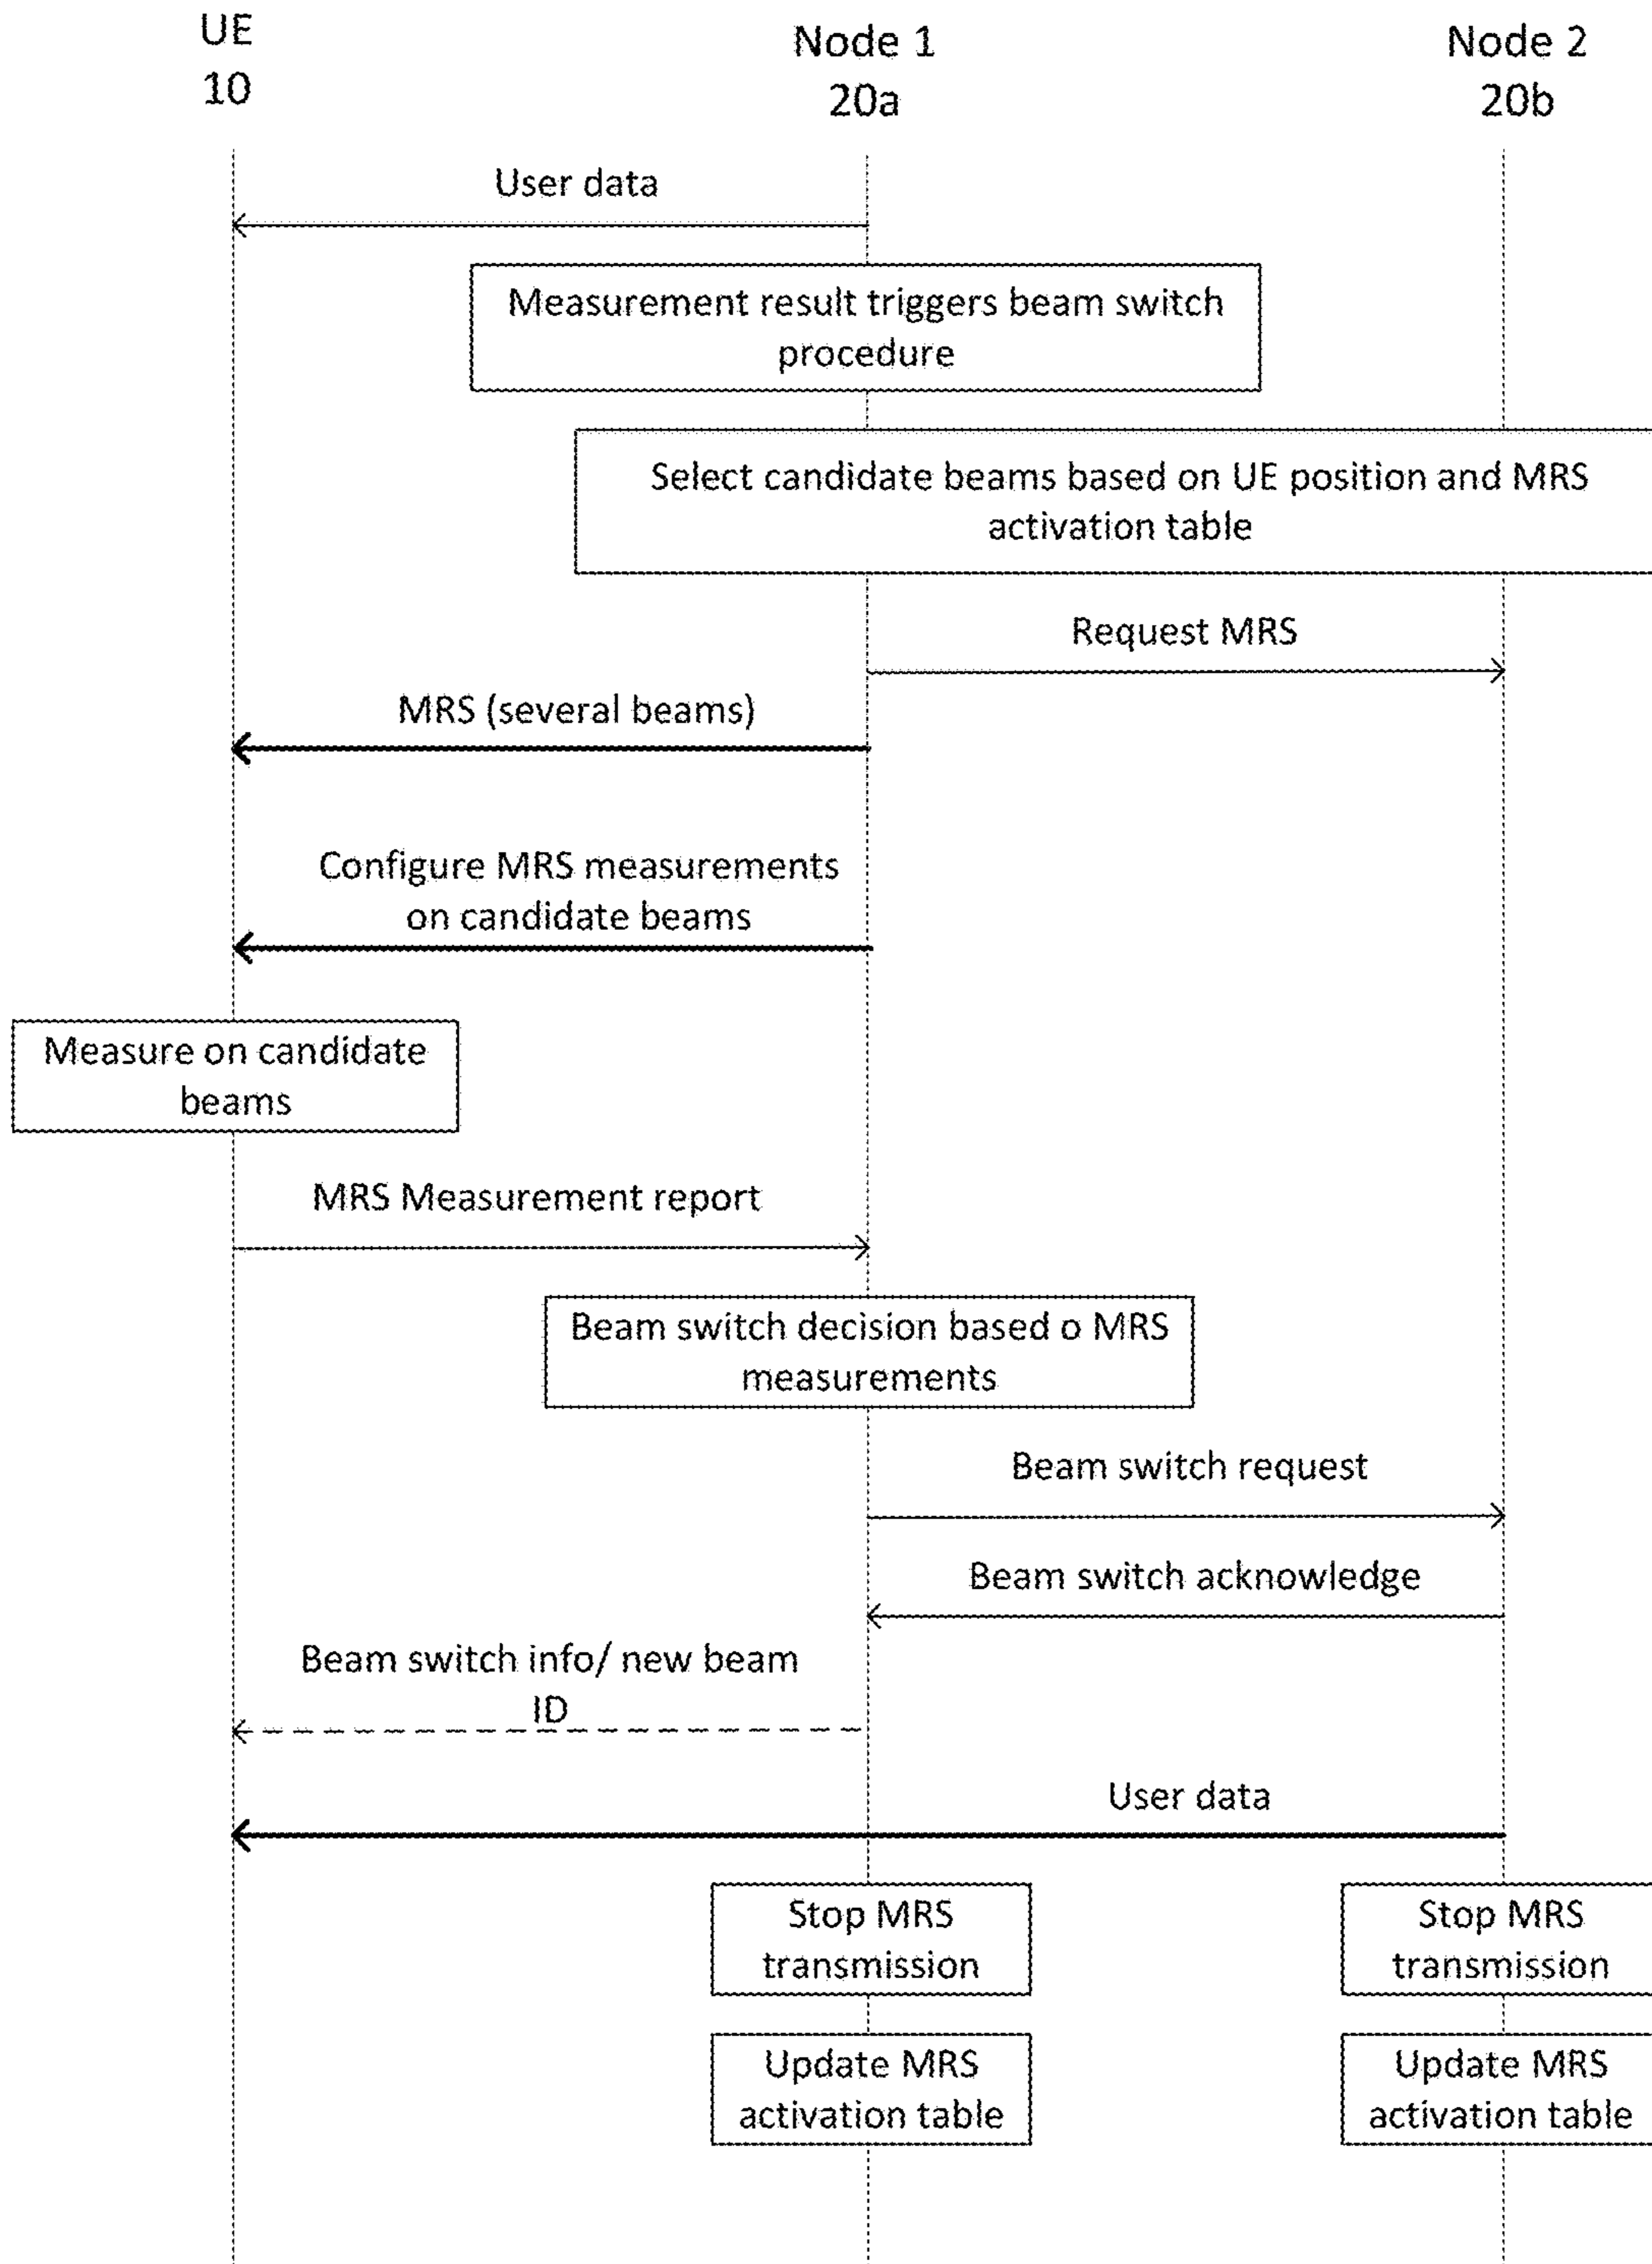 UE
10
Node 1
20a
Node 2
20b
User data
Measurement result triggers beam switch
procedure
Select candidate beams based on UE position and MRS
activation table
Request MRS
MRS (several beams)
Configure MRS measurements
on candidate beams
Measure on candidate
beams
MRS Measurement report
Beam switch decision based o MRS
measurements
Beam switch request
Beam switch acknowledge
Beam switch info/ new beam
ID
User data
Stop MRS
transmission
Stop MRS
transmission
Update MRS
activation table
Update MRS
activation table